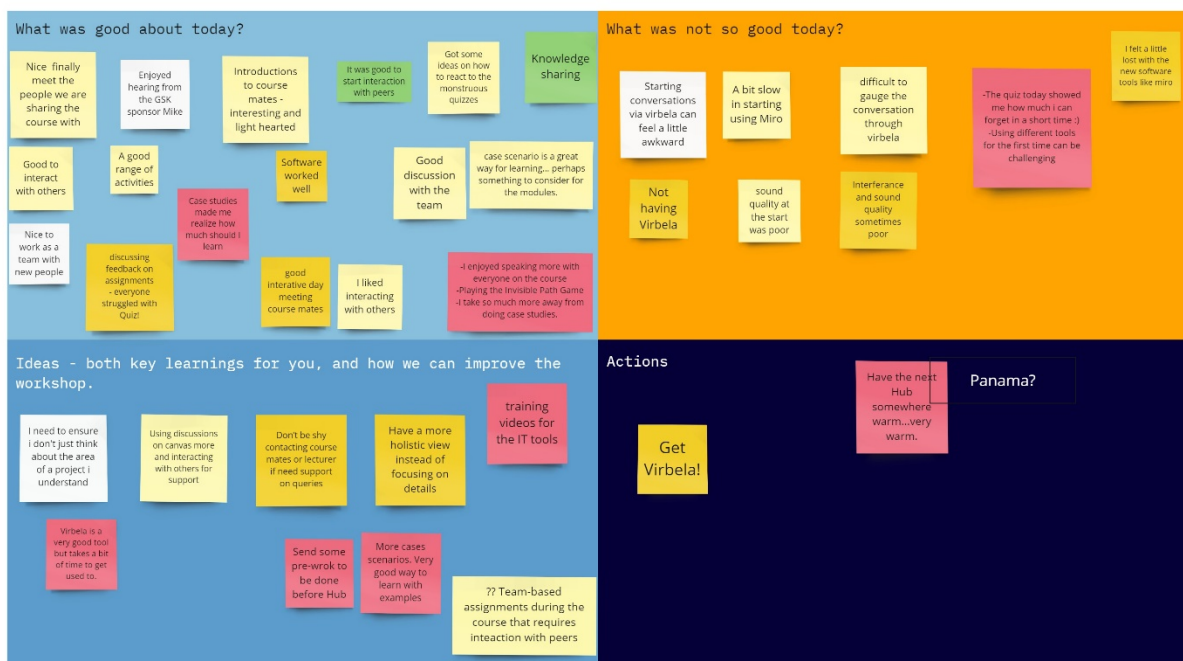 What was good about today?
Nice finally
meet the
people we are
sharing the
course with
Enjoyed
hearing from
the GSK
sponsor Mike
Introductions
to course
mates -
interesting and
light hearted
It was good to
start interaction
with peers
Got some
ideas on how
to react to the
monstruous
quizzes
Knowledge
sharing
Good to
interact
with others
A good
range of
activities
Case studies
made me
realize how
much should I
learn
Software
worked
well
Good
discussion
with the
team
case scenario is a great
way for learning... perhaps
something to consider for
the modules.
Nice to
work as a
team with
new people
discussing
feedback on
assignments
- everyone
struggled with
Quiz!
good
interative day
meeting
course mates
I liked
interacting
with others
-I enjoyed speaking more with
everyone on the course
-Playing the Invisible Path Game
-I take so much more away from
doing case studies.
What was not so good today?
Starting
conversations
via virbela can
feel a little
awkward
A bit slow
in starting
using Miro
difficult to
gauge the
conversation
through
virbela
-The quiz today showed
me how much i can
forget in a short time :)
-Using different tools
for the first time can be
challenging
I felt a little
lost with the
new software
tools like miro
Not
having
Virbela
sound
quality at
the start
was poor
Interferance
and sound
quality
sometimes
poor
Ideas - both key learnings for you, and how we can improve the
workshop.
I need to ensure
i don't just think
about the area
of a project i
understand
Using discussions
on canvas more
and interacting
with others for
support
Don't be shy
contacting course
mates or lecturer
if need support
on queries
Have a more
holistic view
instead of
focusing on
details
training
videos for
the IT tools
Virbela is a
very good tool
but takes a bit
of time to get
used to.
Send some
pre-wrok to
be done
before Hub
More cases
scenarios. Very
good way to
learn with
examples
?? Team-based
assignments during the
course that requires
inteaction with peers
Actions
Get
Virbela!
Have the next
Hub
somewhere
warm...very
warm.
Panama?